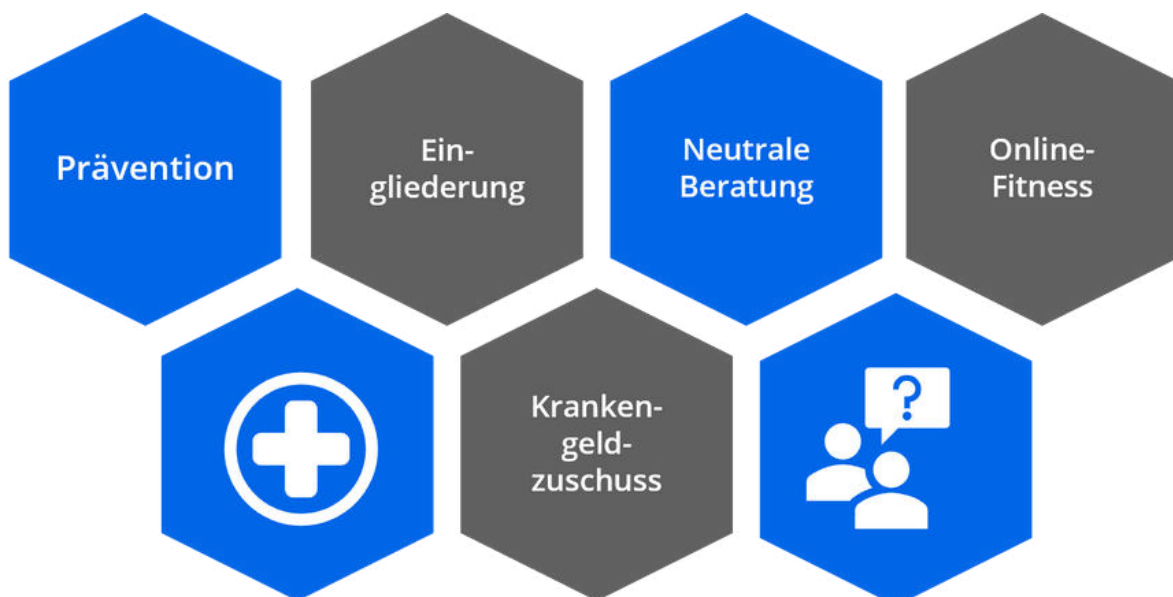 Prävention
Ein-
gliederung
Neutrale
Beratung
Online-
Fitness
Kranken-
geld-
zuschuss
?